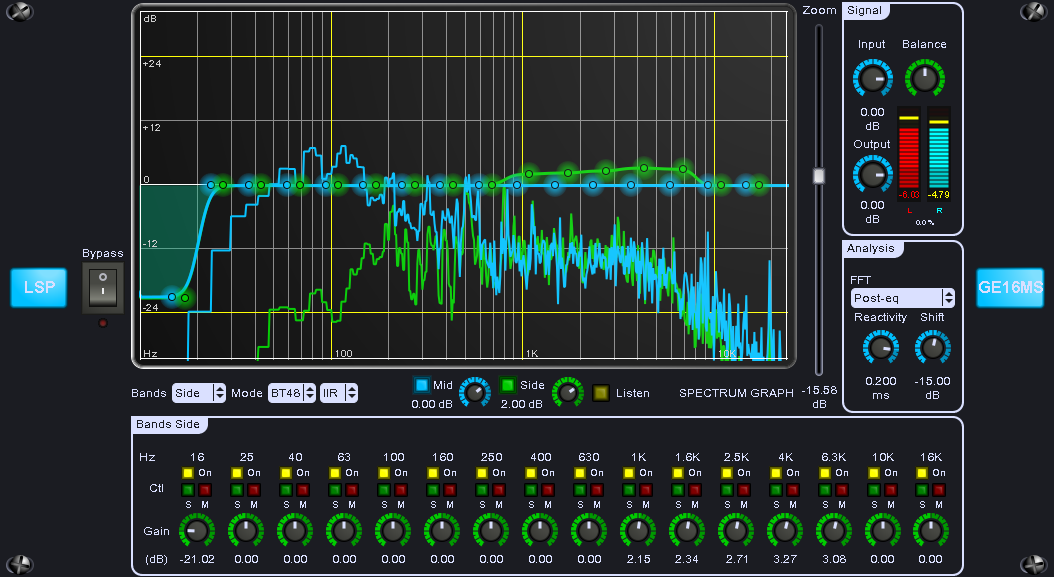 Zoom
Signal
dB
+24
+12
0
-12
-24
Hz
100
1K
10K
Input
Balance
0.00
dB
Output
0.00
dB
-6.03
-4.79
L
R
0.0 %
Bypass
LSP
Analysis
FFT
Post-eq
Reactivity
Shift
0.200
-15.00
ms
dB
GE16MS
Bands Side Mode BT48 IIR
Mid
0.00 dB
Side
2.00 dB
Listen
SPECTRUM GRAPH
-15.58
dB
Bands Side
Hz 16 25 40 63 100 160 250 400 630 1K 1.6K 2.5K 4K 6.3K 10K 16K
On On On On On On On On On On On On On On On On
Ctl
S M S M S M S M S M S M S M S M S M S M S M S M S M S M S M S M
Gain
(dB) -21.02 0.00 0.00 0.00 0.00 0.00 0.00 0.00 0.00 2.15 2.34 2.71 3.27 3.08 0.00 0.00